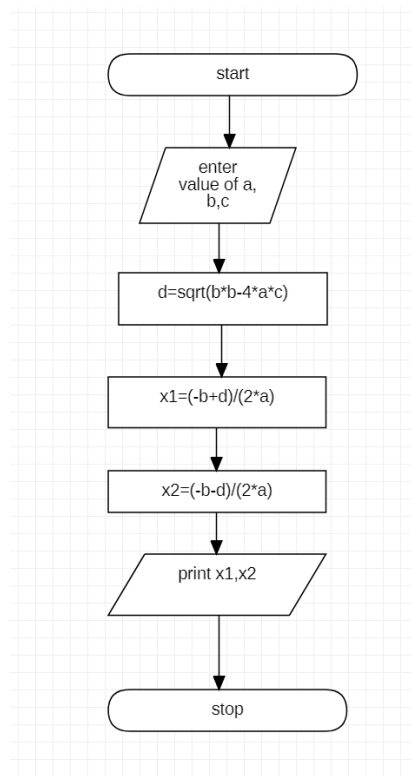 start
enter
value of a,
b,c
d=sqrt(b*b-4*a*c)
x1=(-b+d)/(2*a)
x2=(-b-d)/(2*a)
print x1,x2
stop